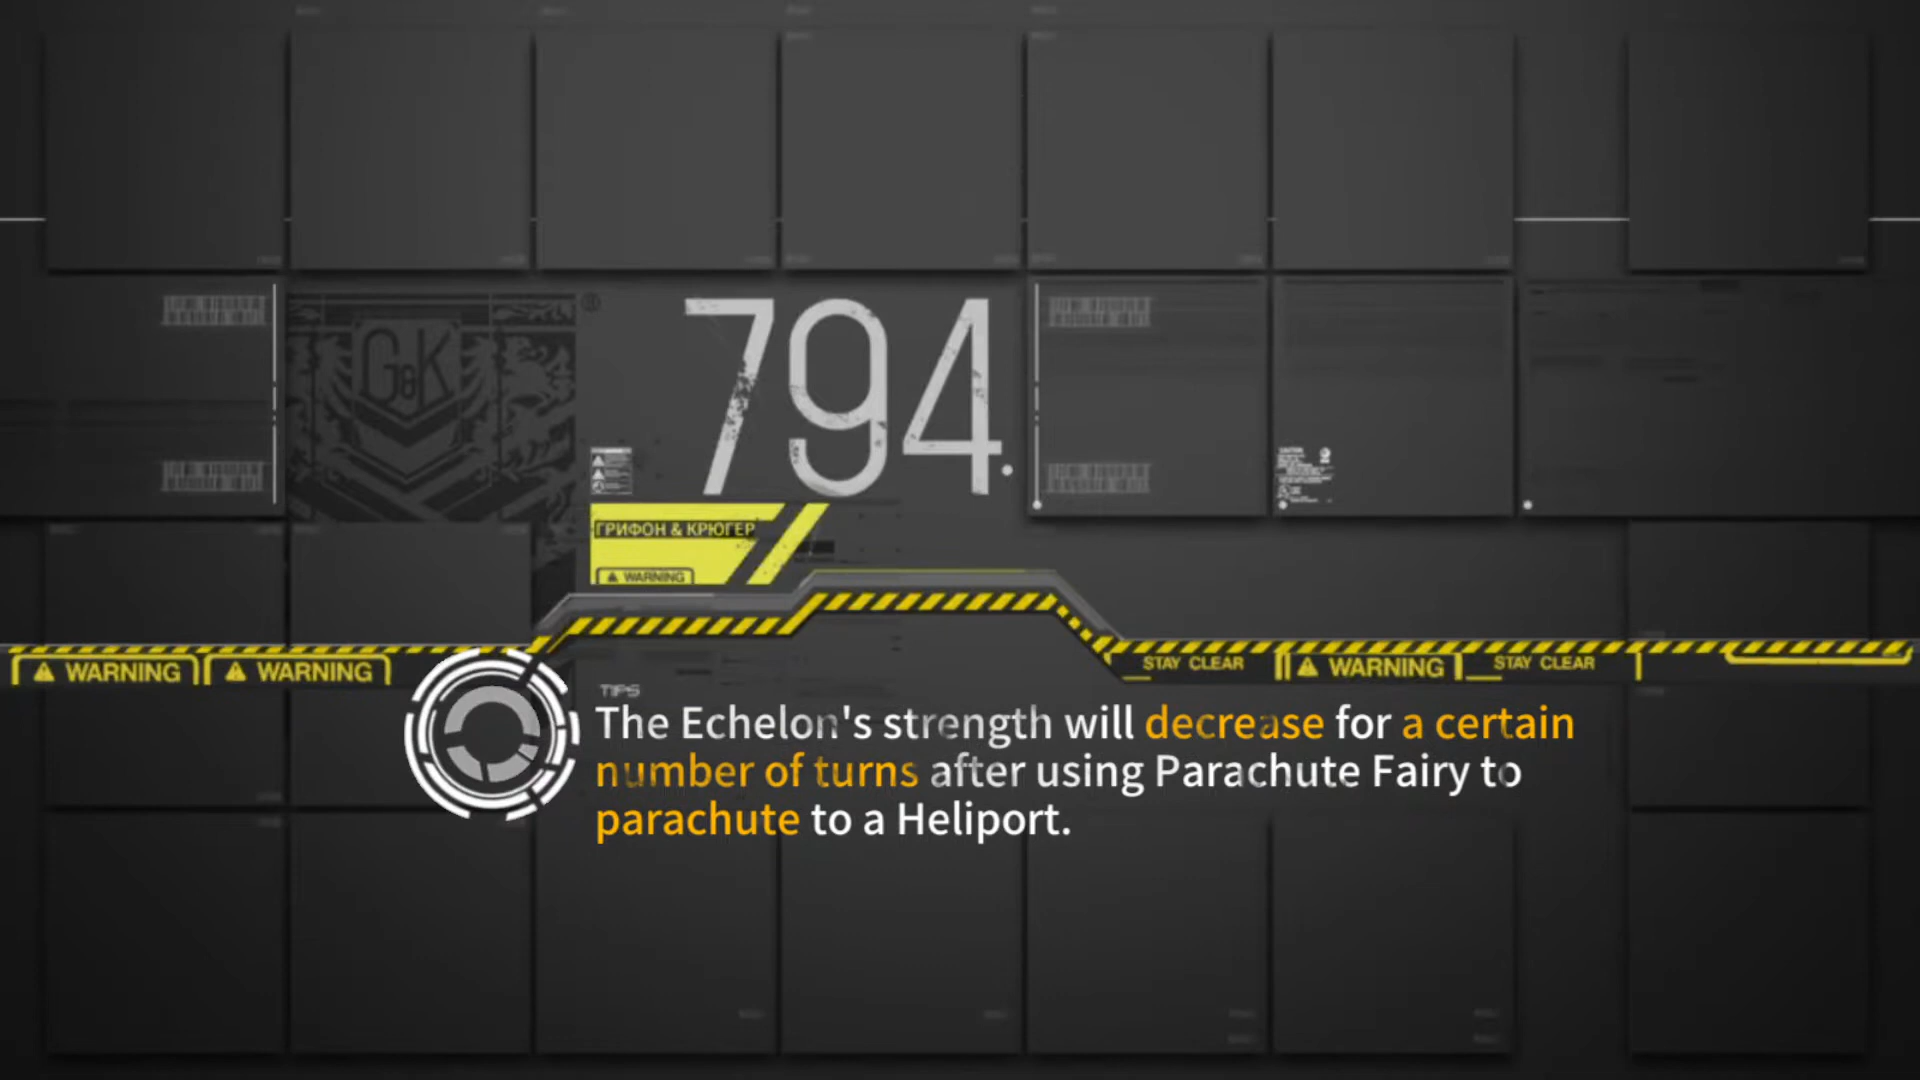 G&K
®
794.
ГРИФОН & КРЮГЕР
WARNING
WARNING
WARNING
STAY CLEAR
WARNING
STAY CLEAR
TIPS
The Echelon's strength will decrease for a certain
number of turns after using Parachute Fairy to
parachute to a Heliport.